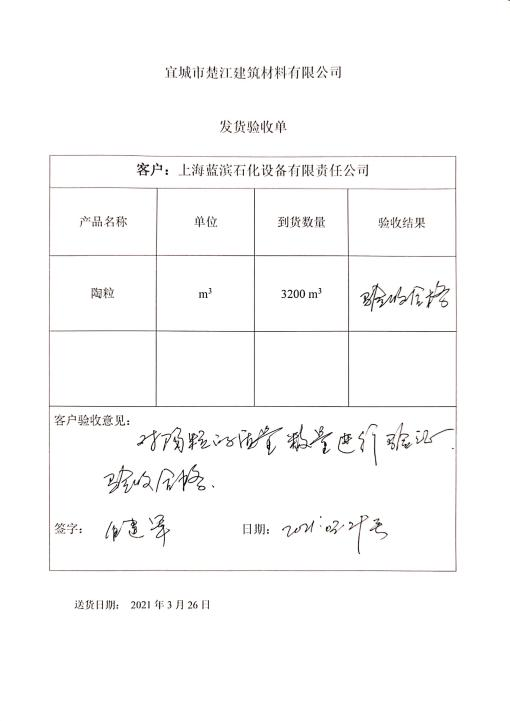 宜城市楚江建筑材料有限公司
发货验收单
客户：上海蓝滨石化设备有限责任公司
产品名称 单位 到货数量 验收结果
陶粒 m³ 3200 m³ 验收合格
客户验收意见：
对陶粒的质量数量进行验证.
验收合格.
签字： 建军 日期： 2021.03.
送货日期： 2021 年 3 月 26 日